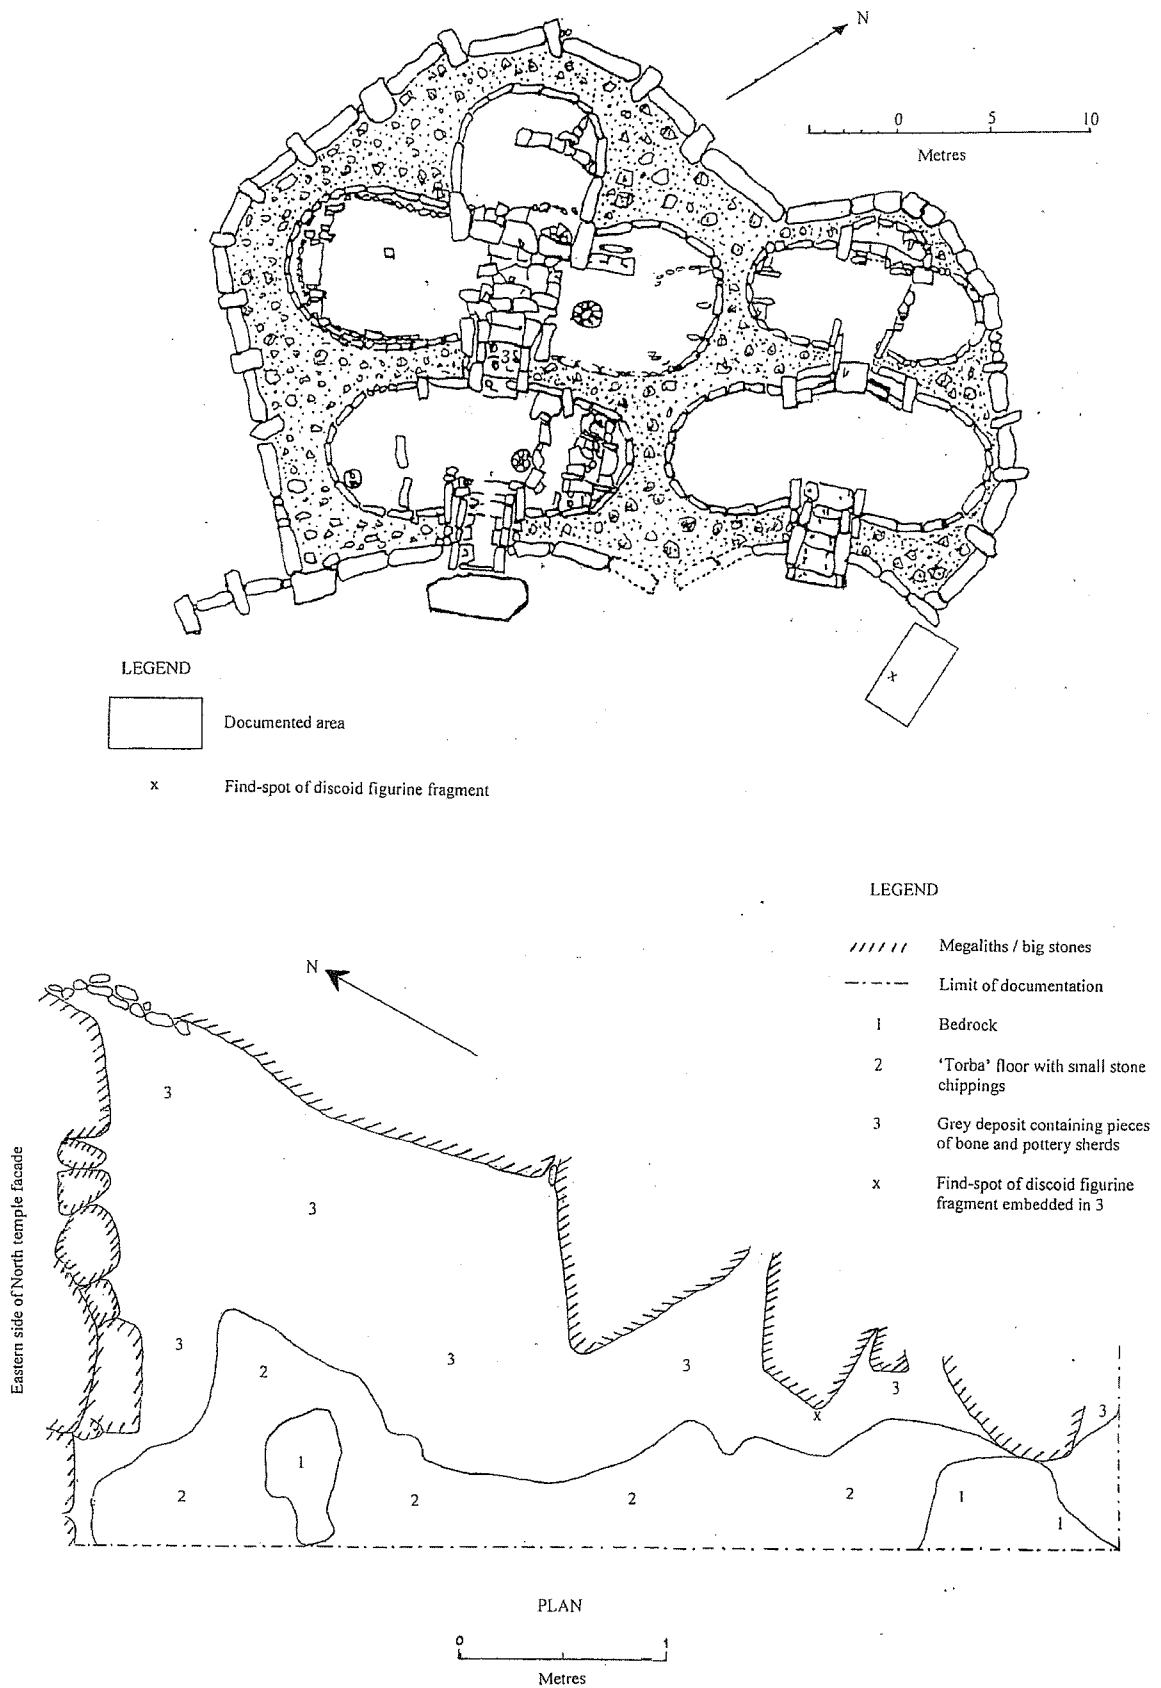 N
0 5 10
Metres
x
LEGEND
Documented area
x Find-spot of discoid figurine fragment
LEGEND
Megaliths / big stones
Limit of documentation
1 Bedrock
2 'Torba' floor with small stone
chippings
3 Grey deposit containing pieces
of bone and pottery sherds
x Find-spot of discoid figurine
fragment embedded in 3
N
Eastern side of North temple facade
3
3
3
2
3
3
3
3
x
1
2
2
2
2
1
1
PLAN
0 1
Metres